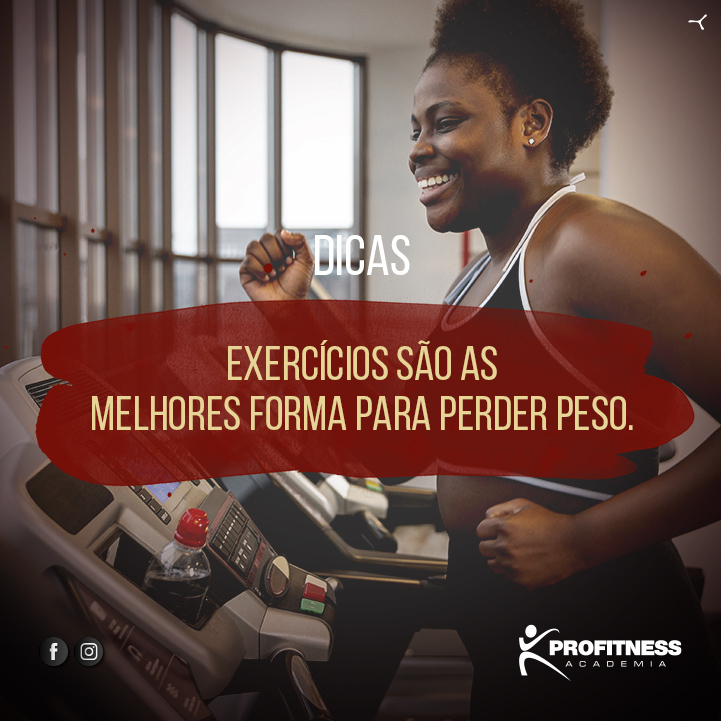 DICAS
EXERCÍCIOS SÃO AS
MELHORES FORMA PARA PERDER PESO.
PROFITNESS
ACADEMIA